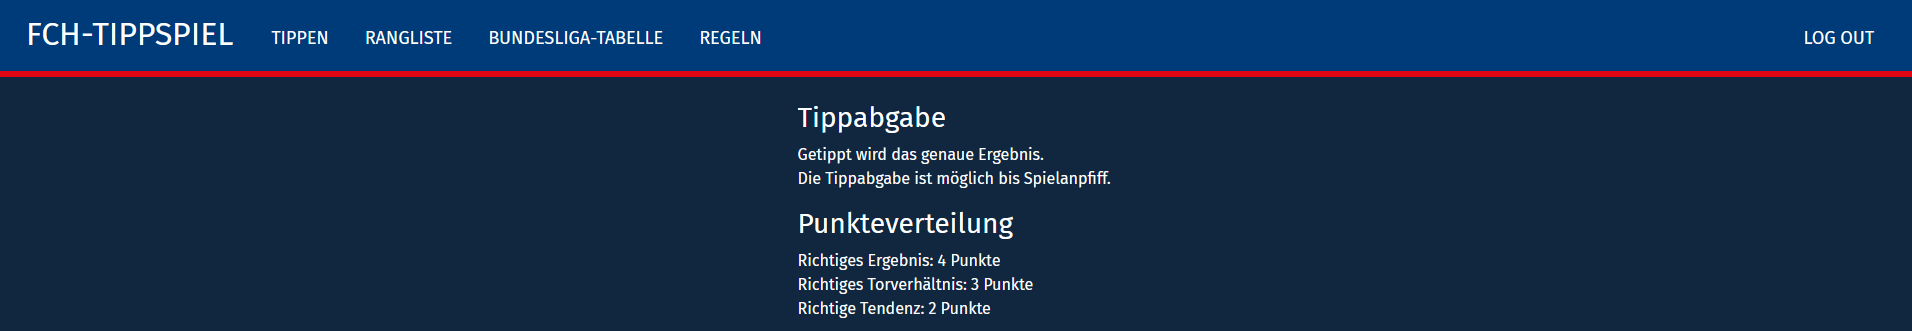 FCH-TIPPSPIEL TIPPEN RANGLISTE BUNDESLIGA-TABELLE REGELN LOG OUT
Tippabgabe
Getippt wird das genaue Ergebnis.
Die Tippabgabe ist möglich bis Spielanpfiff.
Punkteverteilung
Richtiges Ergebnis: 4 Punkte
Richtiges Torverhältnis: 3 Punkte
Richtige Tendenz: 2 Punkte